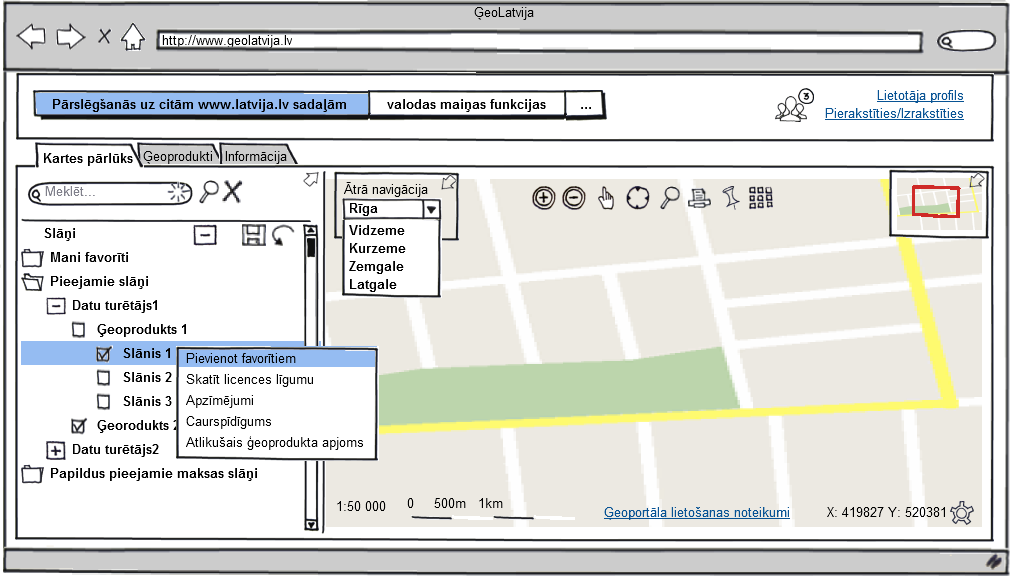 ĢeoLatvija
http://www.geolatvija.lv
Pārslēgšanās uz citām www.latvija.lv sadaļām
valodas maiņas funkcijas
...
3
Lietotāja profils
Pierakstīties/Izrakstīties
Kartes pārlūks
Ģeoprodukti
Informācija
Meklēt...
Slāņi
Mani favorīti
Pieejamie slāņi
Datu turētājs1
Ģeoprodukts 1
Slānis 1
Slānis 2
Slānis 3
Ģeorodukts 2
Datu turētājs2
Papildus pieejamie maksas slāņi
Pievienot favorītiem
Skatīt licences līgumu
Apzīmējumi
Caurspīdīgums
Atlikušais ģeoprodukta apjoms
Ātrā navigācija
Rīga
Vidzeme
Kurzeme
Zemgale
Latgale
1:50 000
0 500m 1km
Ģeoportāla lietošanas noteikumi
X: 419827 Y: 520381